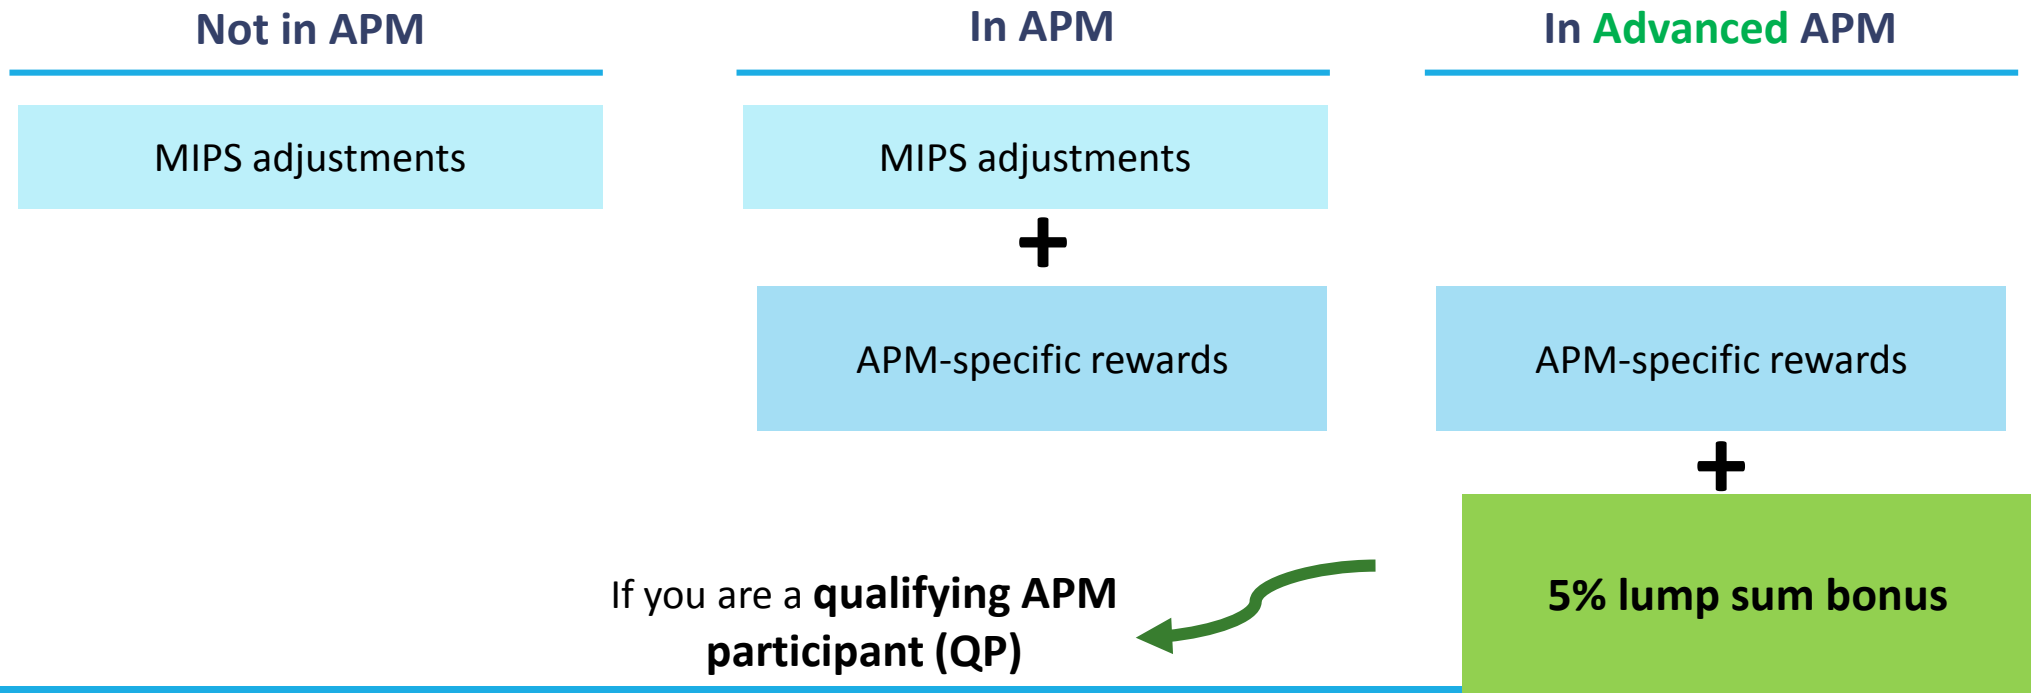 Not in APM
In APM
In Advanced APM
MIPS adjustments
MIPS adjustments
+
APM-specific rewards
APM-specific rewards
+
If you are a qualifying APM
participant (QP)
5% lump sum bonus